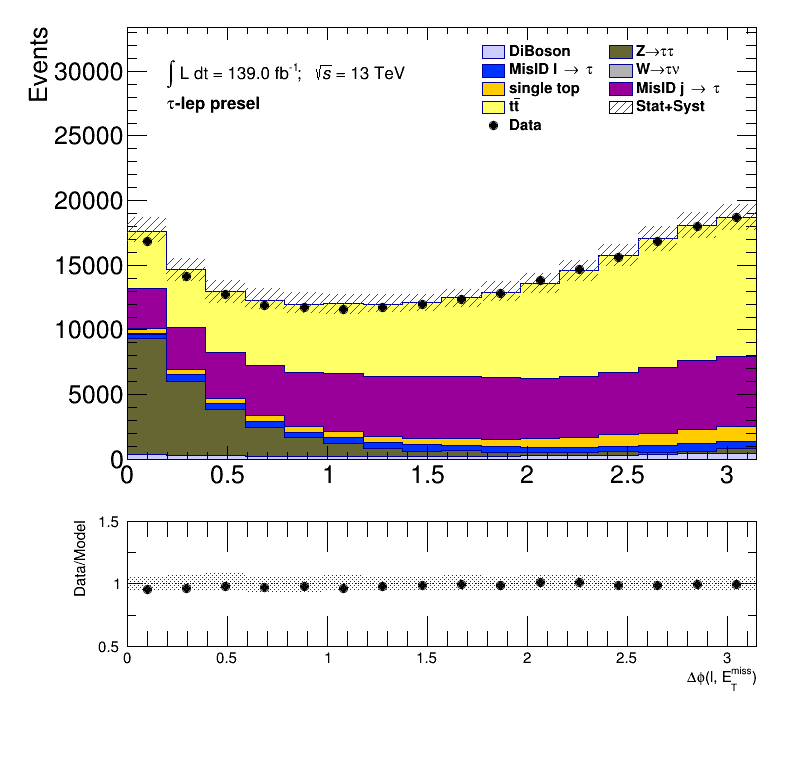 Events
30000
25000
20000
15000
10000
5000
0
∫ L dt = 139.0 fb⁻¹; √s = 13 TeV
τ-lep presel
DiBoson
MisID l → τ
single top
tt̄
Data
Z→ττ
W→τν
MisID j → τ
Stat+Syst
0 0.5 1 1.5 2 2.5 3
Data/Model
1.5
1
0.5
0 0.5 1 1.5 2 2.5 3
Δϕ(l, E_T^miss)